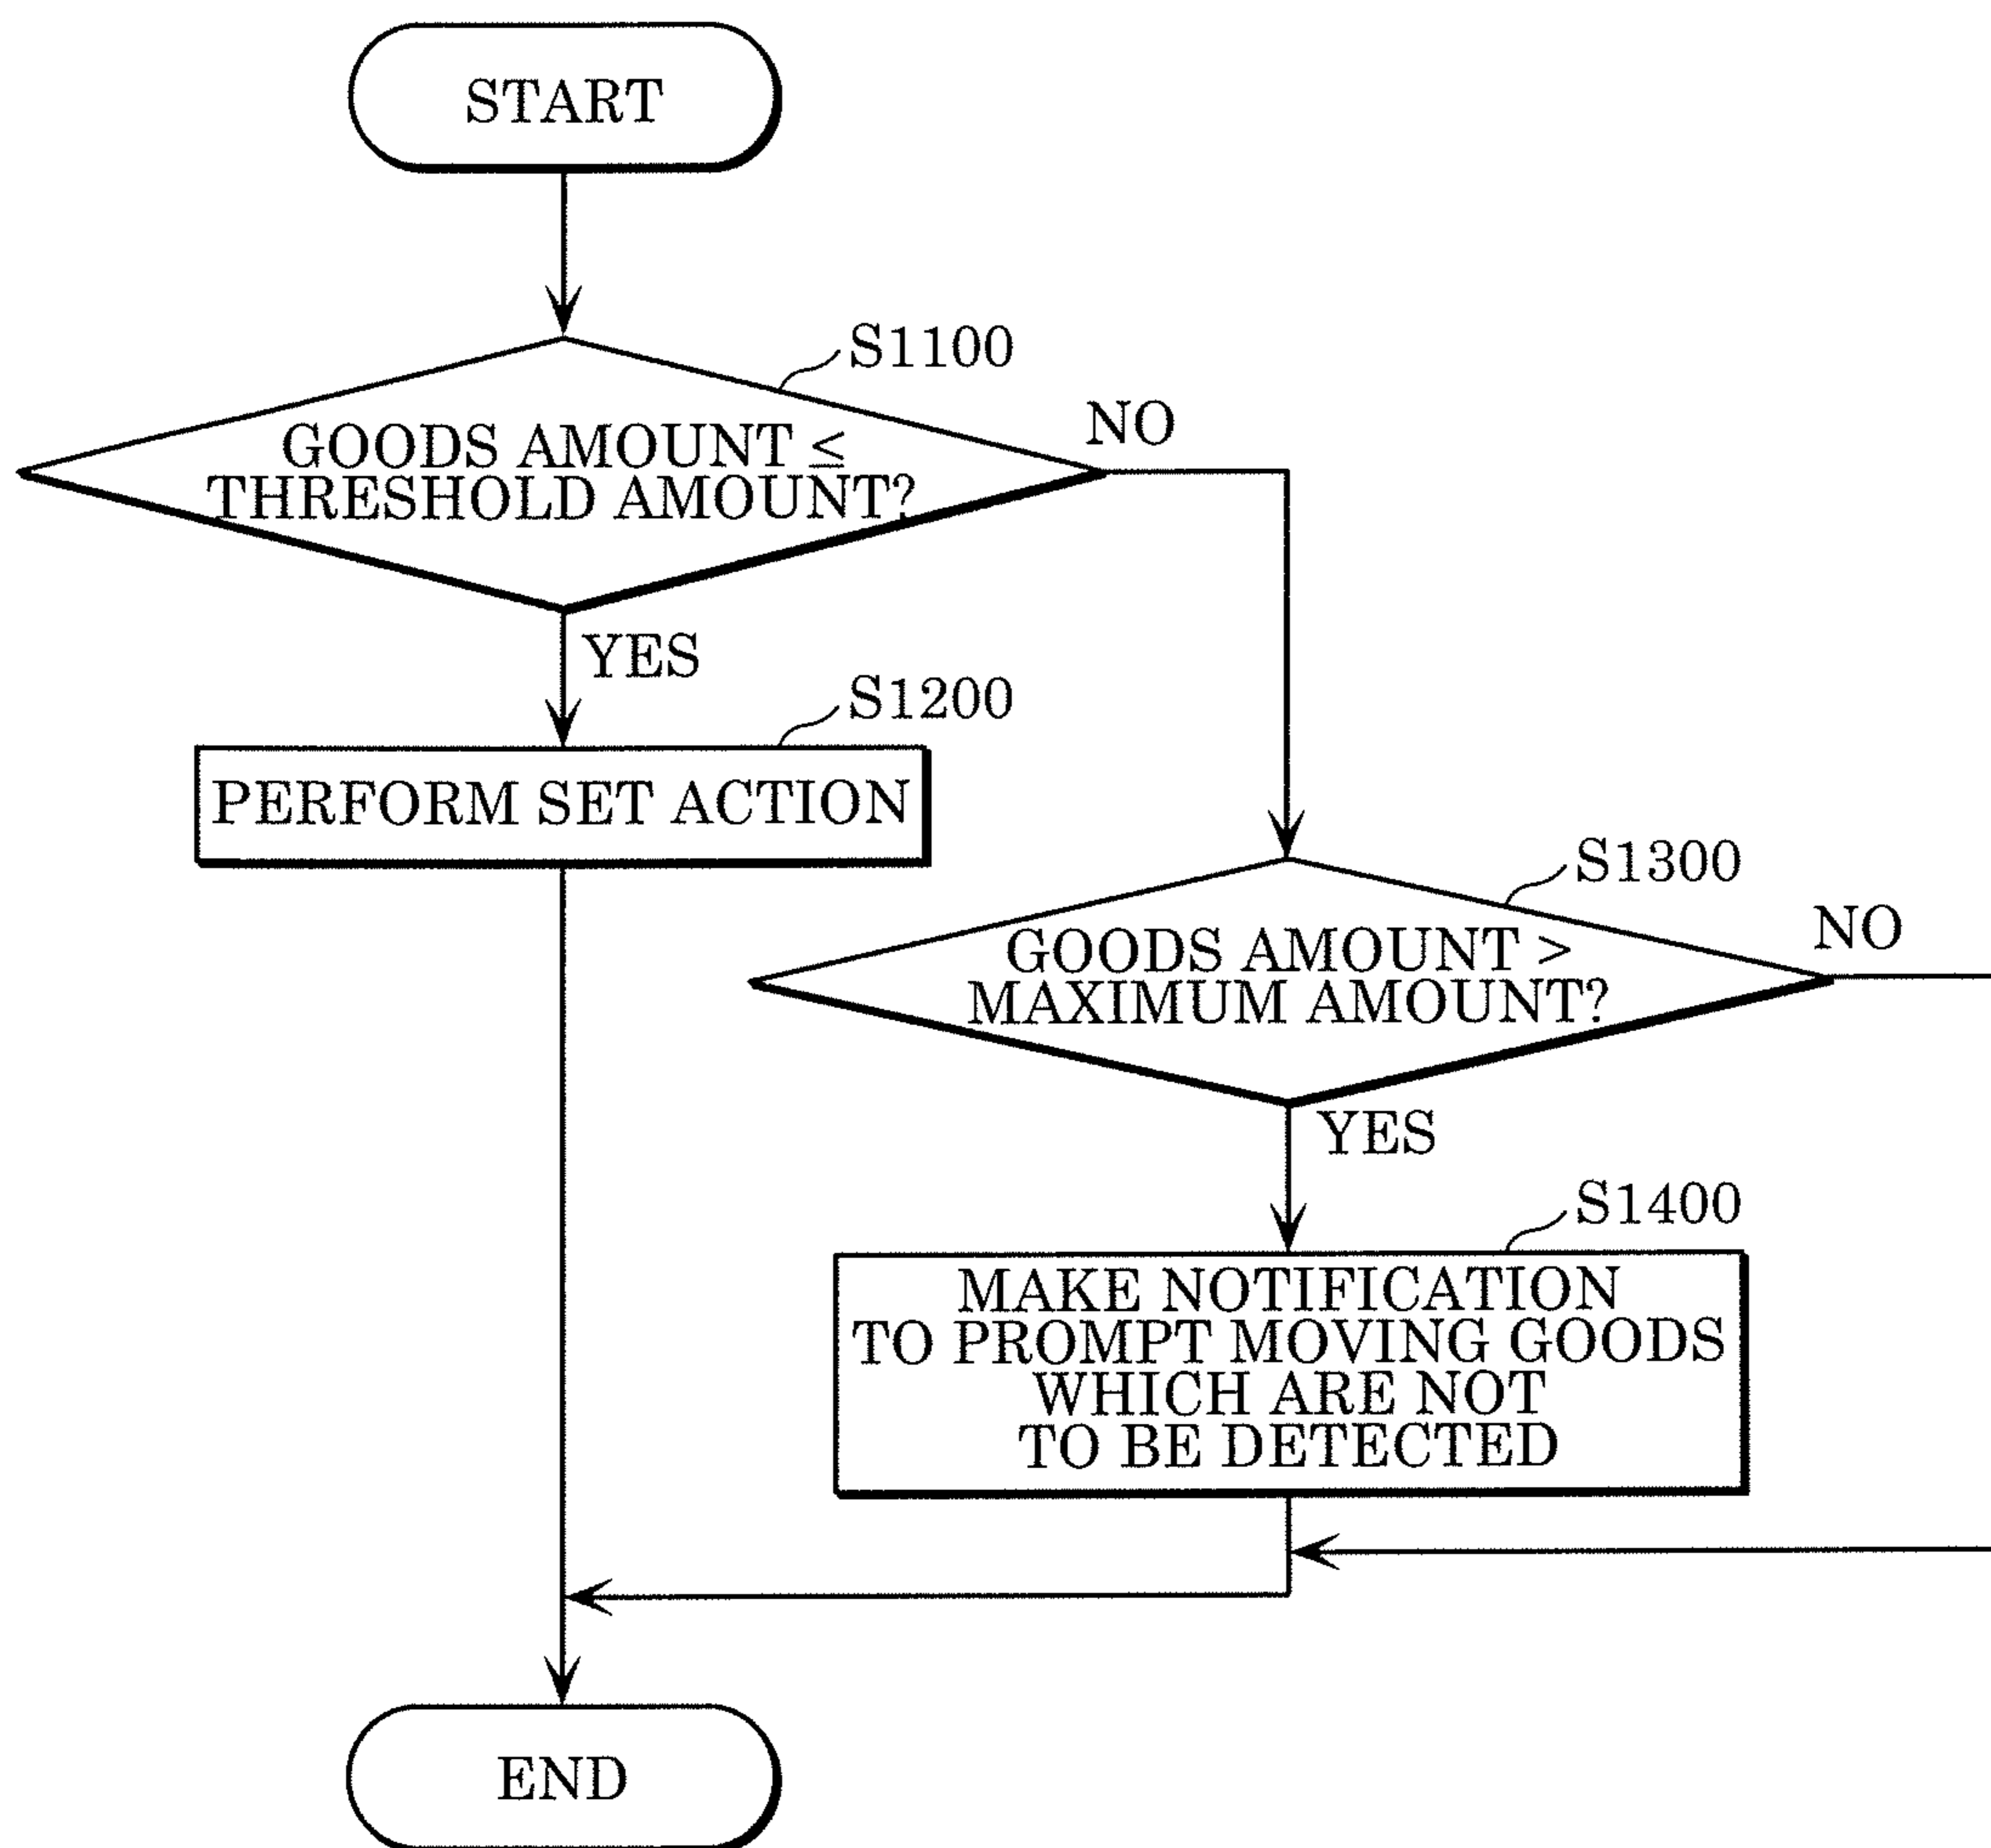 START
S1100
NO
GOODS AMOUNT ≤
THRESHOLD AMOUNT?
YES
S1200
PERFORM SET ACTION
S1300
NO
GOODS AMOUNT >
MAXIMUM AMOUNT?
YES
S1400
MAKE NOTIFICATION
TO PROMPT MOVING GOODS
WHICH ARE NOT
TO BE DETECTED
END